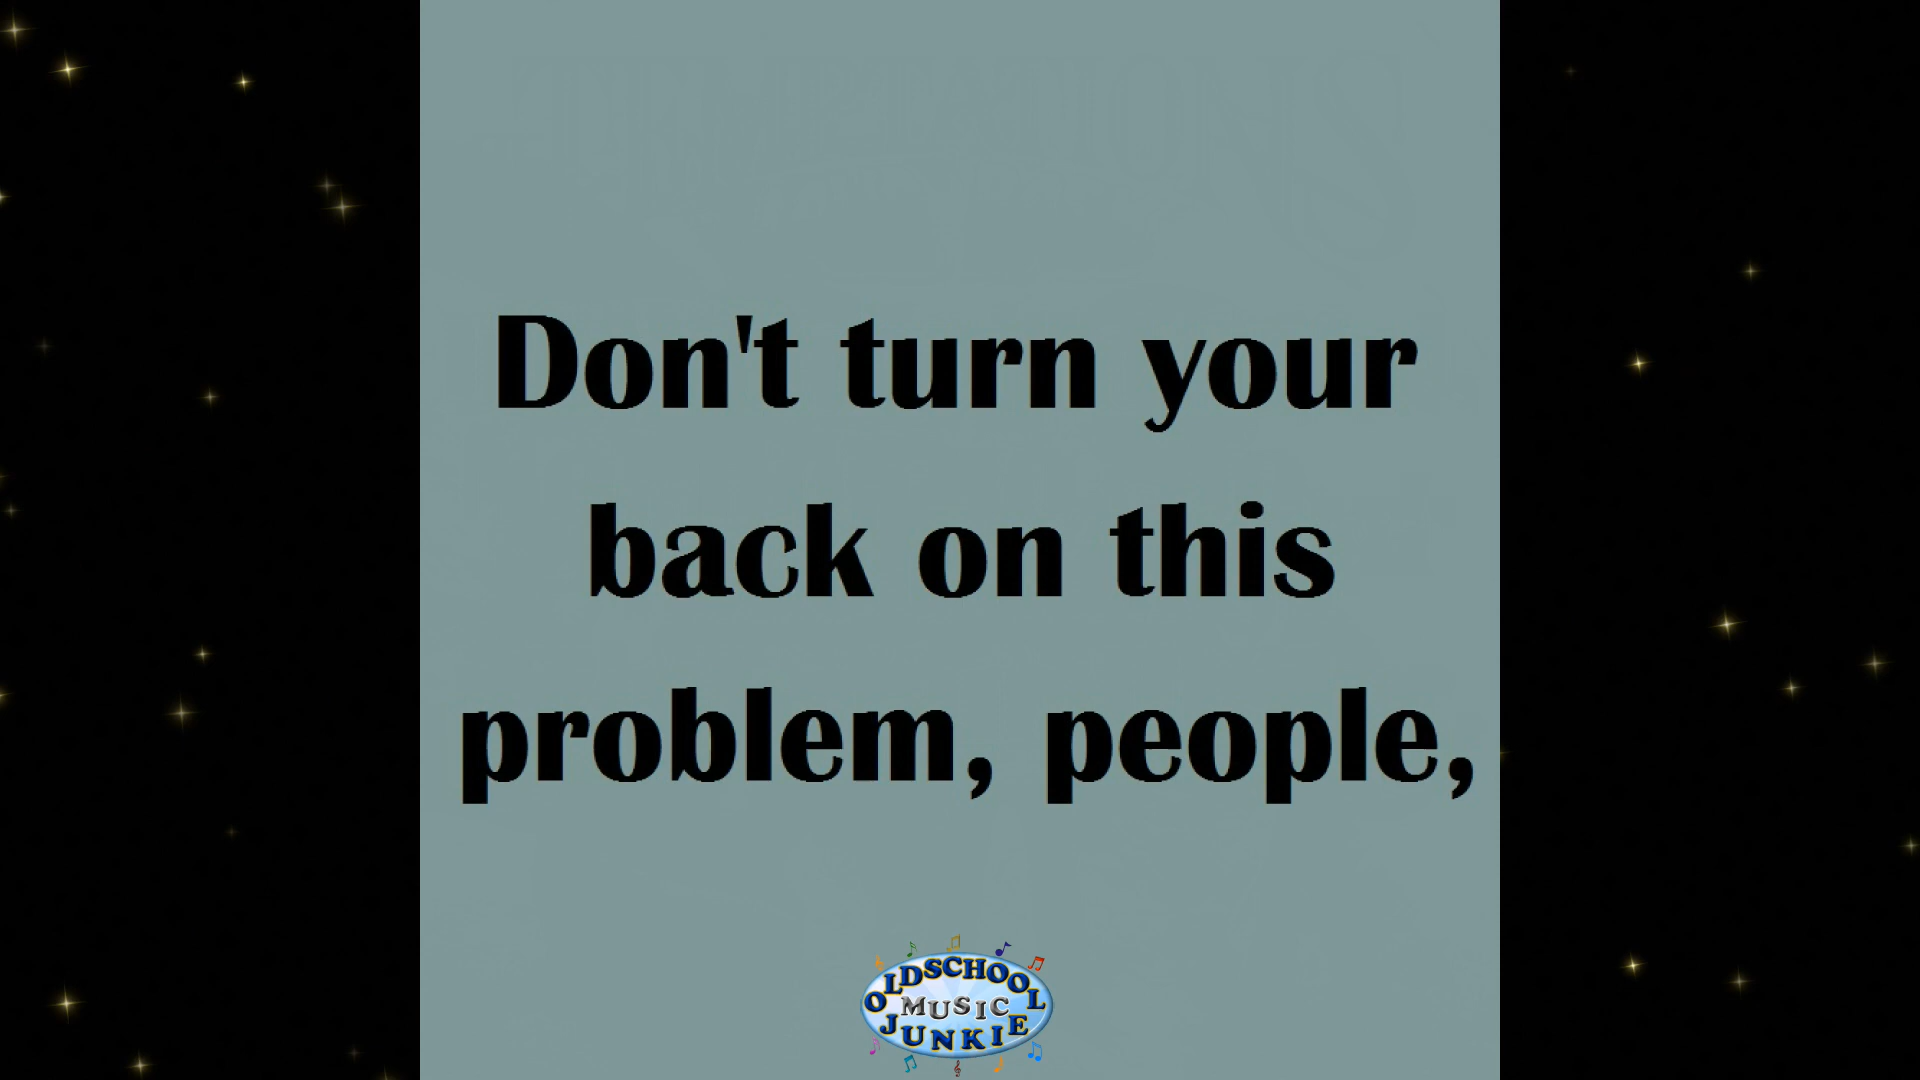 Don't turn your
back on this
problem, people,
OLDSCHOOL
MUSIC
JUNKIE